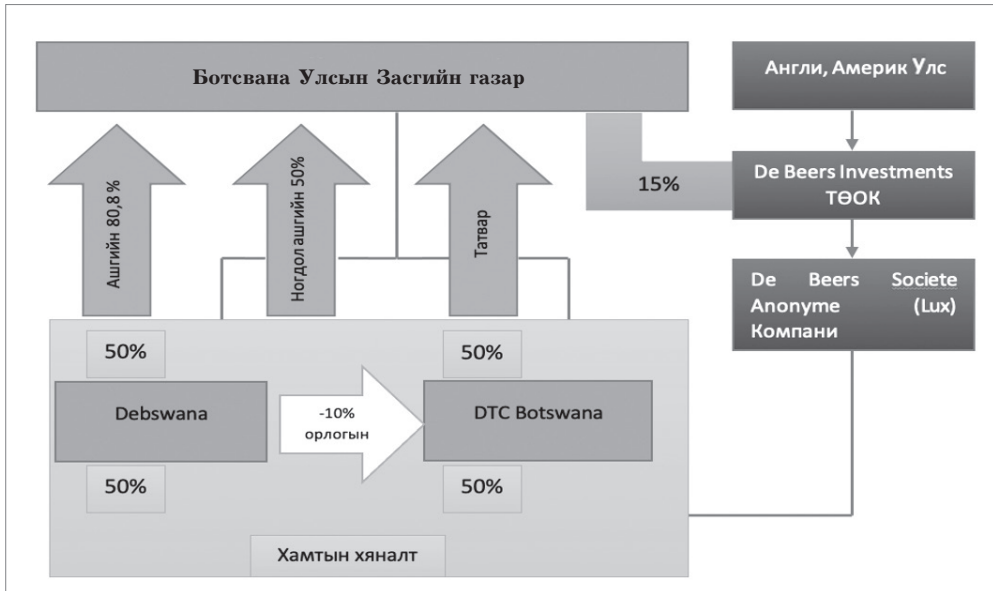 Ботсвана Улсын Засгийн газар
Англи, Америк Улс
De Beers Investments
ТӨОК
15%
De Beers Societe
Anonyme (Lux)
Компани
Ашгийн 80,8 %
Ногдол ашгийн 50%
Татвар
50%
50%
Debswana
-10%
орлогын
DTC Botswana
50%
50%
Хамтын хяналт